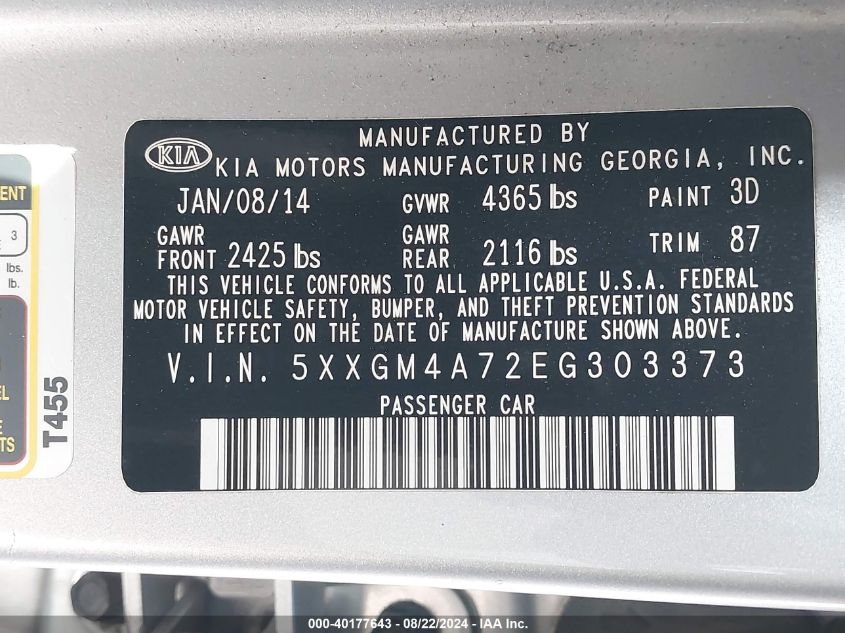 MANUFACTURED BY
KIA
KIA MOTORS MANUFACTURING GEORGIA, INC.
JAN/08/14 GVWR 4365 lbs PAINT 3D
GAWR FRONT 2425 lbs GAWR REAR 2116 lbs TRIM 87
THIS VEHICLE CONFORMS TO ALL APPLICABLE U.S.A. FEDERAL
MOTOR VEHICLE SAFETY, BUMPER, AND THEFT PREVENTION STANDARDS
IN EFFECT ON THE DATE OF MANUFACTURE SHOWN ABOVE.
V.I.N. 5XXGM4A72EG303373
PASSENGER CAR
3
lbs.
lb.
T455
000-40177643 - 08/22/2024 - IAA Inc.